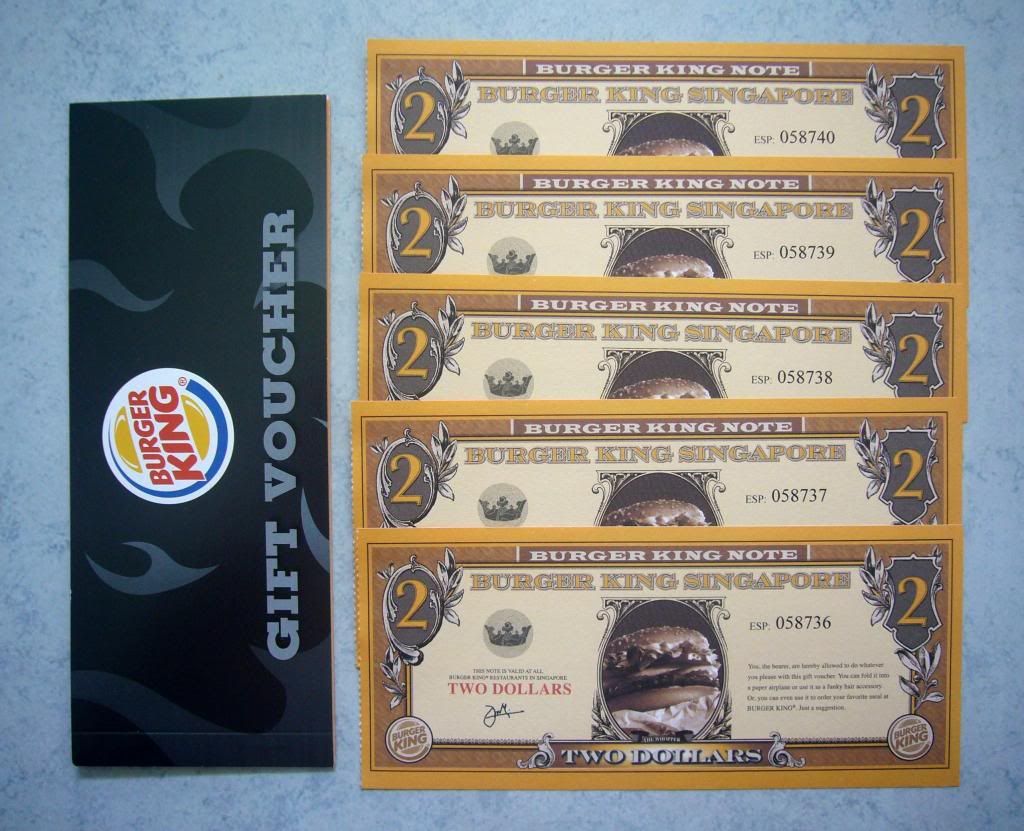 BURGER
KING®
GIFT VOUCHER
BURGER KING NOTE
2 BURGER KING SINGAPORE 2
ESP: 058740
BURGER KING NOTE
2 BURGER KING SINGAPORE 2
ESP: 058739
BURGER KING NOTE
2 BURGER KING SINGAPORE 2
ESP: 058738
BURGER KING NOTE
2 BURGER KING SINGAPORE 2
ESP: 058737
BURGER KING NOTE
2 BURGER KING SINGAPORE 2
ESP: 058736
THIS NOTE IS VALID AT ALL
BURGER KING® RESTAURANTS IN SINGAPORE
TWO DOLLARS
You, the bearer, are hereby allowed to do whatever
you please with this gift voucher. You can fold it into
a paper airplane or use it as a funky hair accessory.
Or, you can even use it to order your favorite meal at
BURGER KING®. Just a suggestion.
BURGER
KING
THE WHOPPER
BURGER
KING
TWO DOLLARS